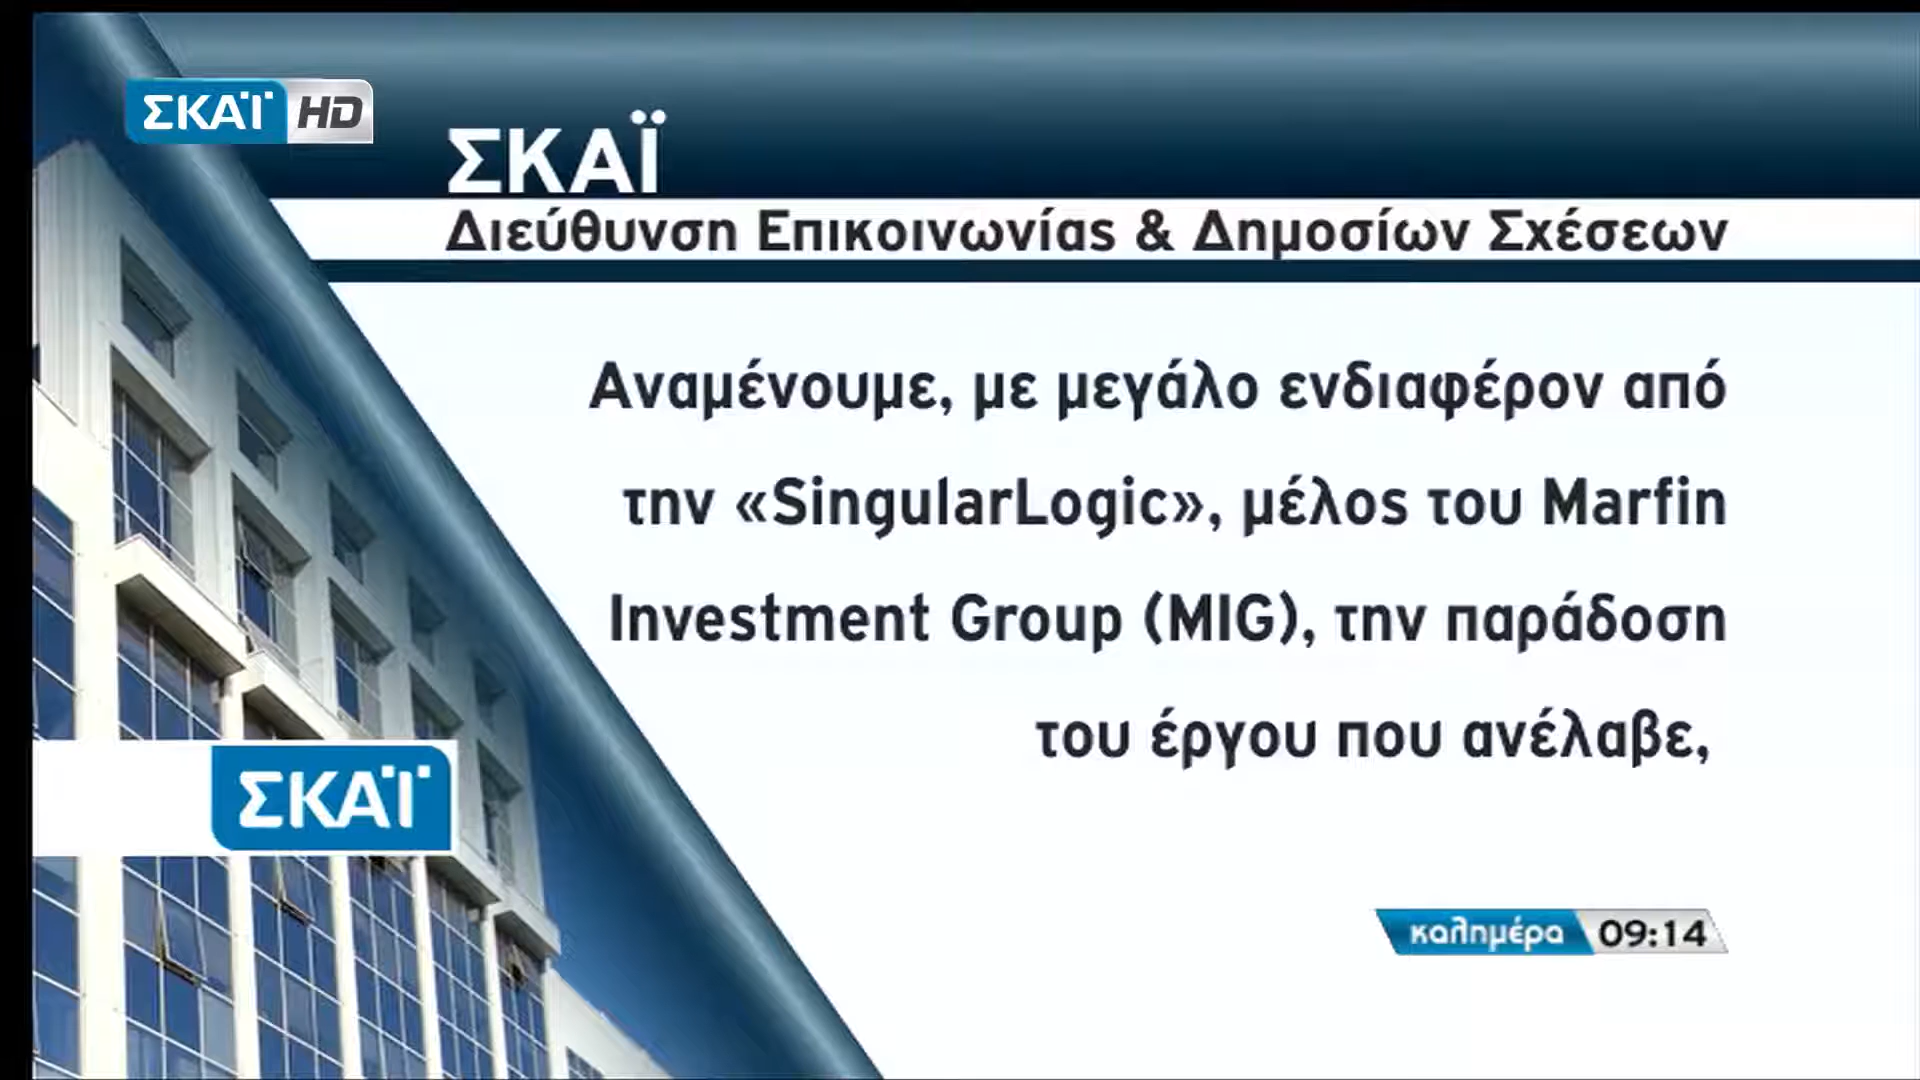 ΣΚΑΪ HD
ΣΚΑΪ
Διεύθυνση Επικοινωνίας & Δημοσίων Σχέσεων
Αναμένουμε, με μεγάλο ενδιαφέρον από
την «SingularLogic», μέλος του Marfin
Investment Group (MIG), την παράδοση
του έργου που ανέλαβε,
ΣΚΑΪ
καλημέρα 09:14